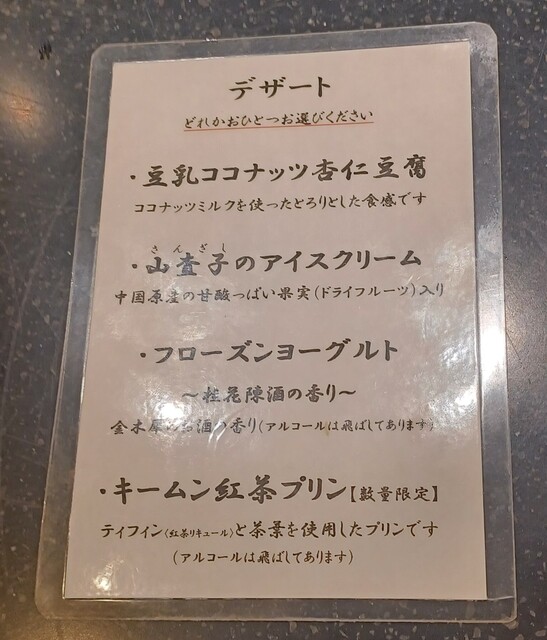 デザート
どれかおひとつお選びください
・豆乳ココナッツ杏仁豆腐
ココナッツミルクを使ったとろりとした食感です
さんざし
・山査子のアイスクリーム
中国原産の甘酸っぱい果実(ドライフルーツ)入り
・フローズンヨーグルト
～桂花陳酒の香り～
金木犀のお酒の香り(アルコールは飛ばしてあります)
・キームン紅茶プリン【数量限定】
ティフィン(紅茶リキュール)と茶葉を使用したプリンです
(アルコールは飛ばしてあります)